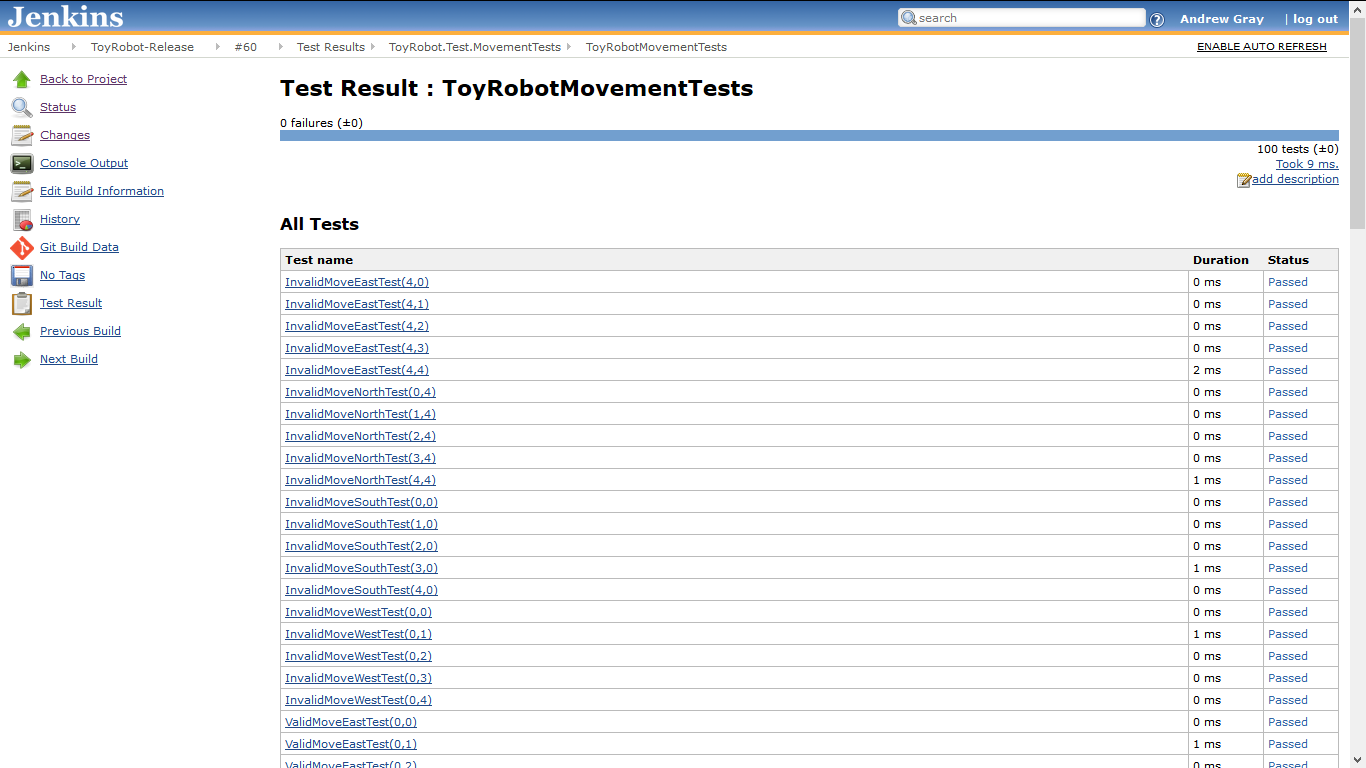 Jenkins
search
Andrew Gray | log out
Jenkins ToyRobot-Release #60 Test Results ToyRobot.Test.MovementTests ToyRobotMovementTests
ENABLE AUTO REFRESH
Back to Project
Status
Changes
Console Output
Edit Build Information
History
Git Build Data
No Tags
Test Result
Previous Build
Next Build
Test Result : ToyRobotMovementTests
0 failures (±0)
100 tests (±0)
Took 9 ms.
add description
All Tests
Test name Duration Status
InvalidMoveEastTest(4,0) 0 ms Passed
InvalidMoveEastTest(4,1) 0 ms Passed
InvalidMoveEastTest(4,2) 0 ms Passed
InvalidMoveEastTest(4,3) 0 ms Passed
InvalidMoveEastTest(4,4) 2 ms Passed
InvalidMoveNorthTest(0,4) 0 ms Passed
InvalidMoveNorthTest(1,4) 0 ms Passed
InvalidMoveNorthTest(2,4) 0 ms Passed
InvalidMoveNorthTest(3,4) 0 ms Passed
InvalidMoveNorthTest(4,4) 1 ms Passed
InvalidMoveSouthTest(0,0) 0 ms Passed
InvalidMoveSouthTest(1,0) 0 ms Passed
InvalidMoveSouthTest(2,0) 0 ms Passed
InvalidMoveSouthTest(3,0) 1 ms Passed
InvalidMoveSouthTest(4,0) 0 ms Passed
InvalidMoveWestTest(0,0) 0 ms Passed
InvalidMoveWestTest(0,1) 1 ms Passed
InvalidMoveWestTest(0,2) 0 ms Passed
InvalidMoveWestTest(0,3) 0 ms Passed
InvalidMoveWestTest(0,4) 0 ms Passed
ValidMoveEastTest(0,0) 0 ms Passed
ValidMoveEastTest(0,1) 1 ms Passed
ValidMoveEastTest(0,2) 0 ms Passed